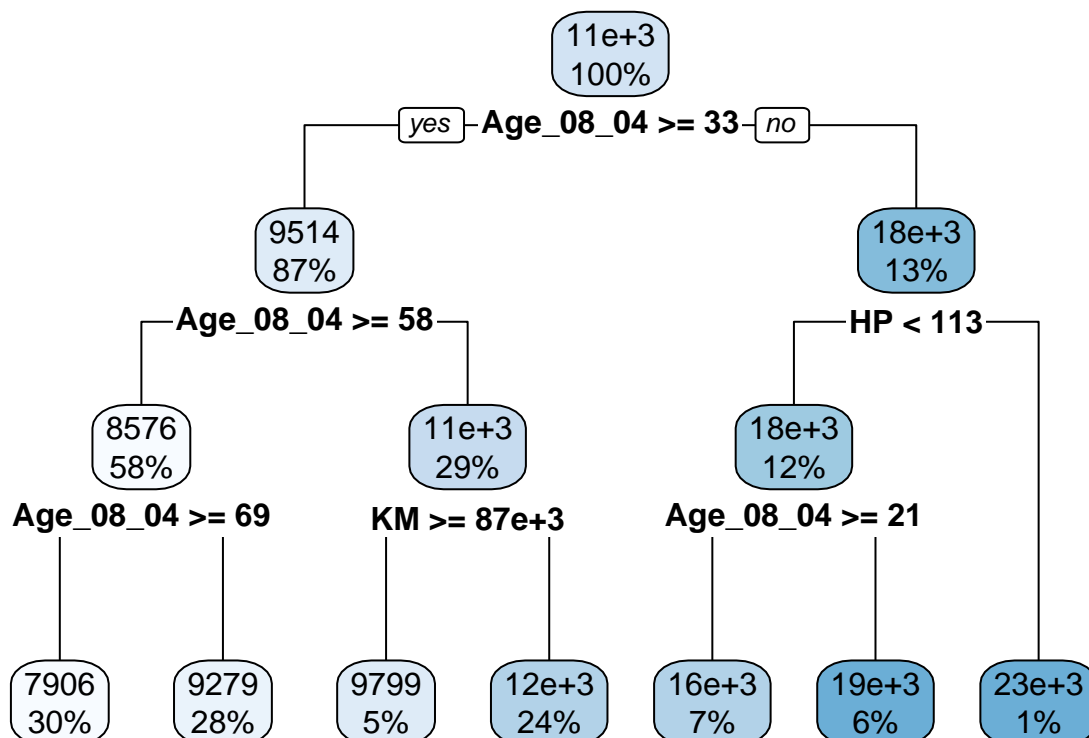 11e+3
100%
yes Age_08_04 >= 33 no
9514
87%
18e+3
13%
Age_08_04 >= 58
HP < 113
8576
58%
11e+3
29%
18e+3
12%
Age_08_04 >= 69
KM >= 87e+3
Age_08_04 >= 21
7906
30%
9279
28%
9799
5%
12e+3
24%
16e+3
7%
19e+3
6%
23e+3
1%